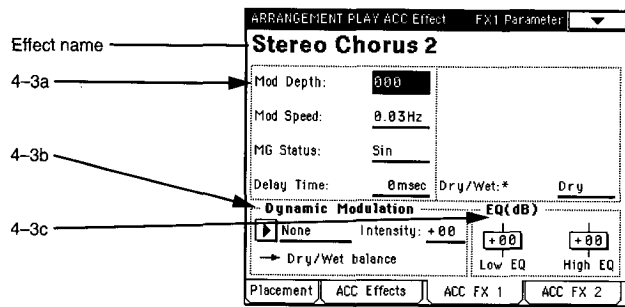 ARRANGEMENT PLAY ACC Effect FX1 Parameter
Effect name
Stereo Chorus 2
4–3a
Mod Depth: 000
Mod Speed: 0.03Hz
MG Status: Sin
Delay Time: 0msec Dry/Wet:* Dry
4–3b
Dynamic Modulation EQ(dB)
4–3c
None Intensity: +00 +00 +00
→ Dry/Wet balance Low EQ High EQ
Placement ACC Effects ACC FX 1 ACC FX 2